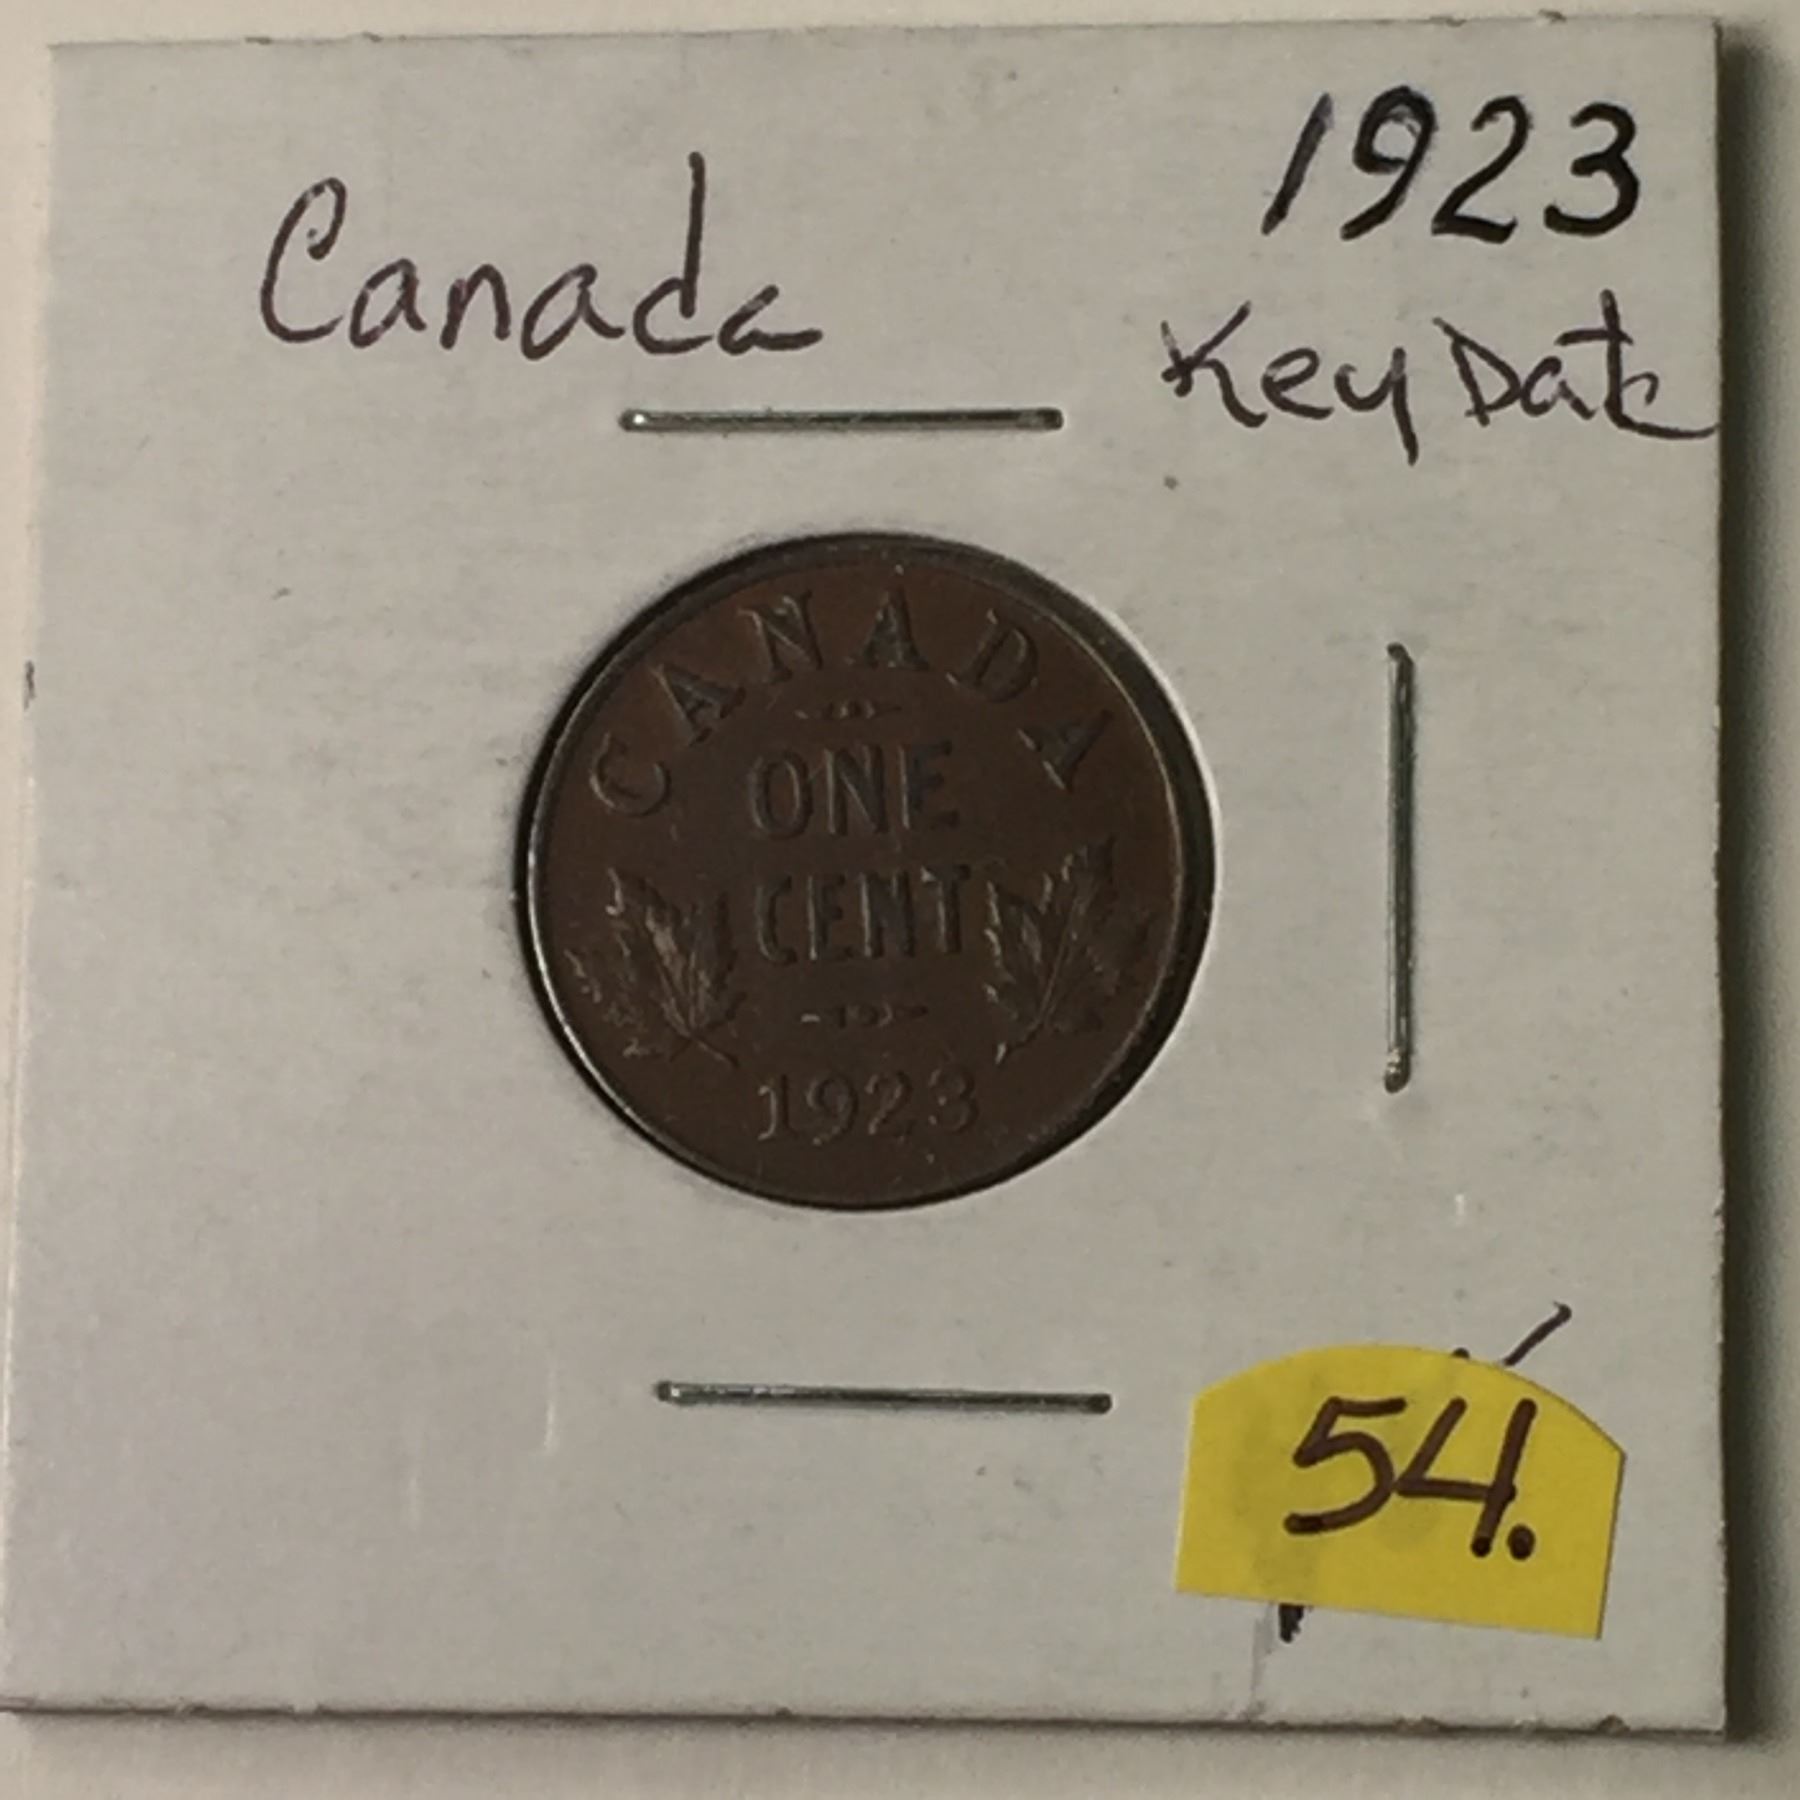 1923
Canada
Key Date
CANADA
ONE
CENT
1923
54.